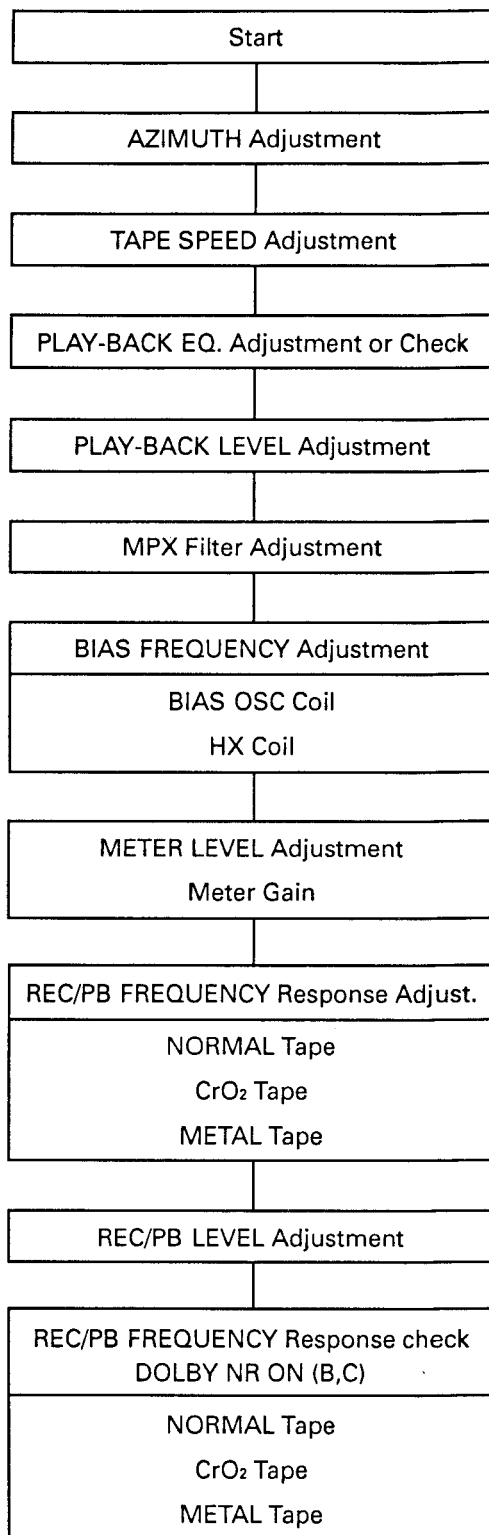 Start
AZIMUTH Adjustment
TAPE SPEED Adjustment
PLAY-BACK EQ. Adjustment or Check
PLAY-BACK LEVEL Adjustment
MPX Filter Adjustment
BIAS FREQUENCY Adjustment
BIAS OSC Coil
HX Coil
METER LEVEL Adjustment
Meter Gain
REC/PB FREQUENCY Response Adjust.
NORMAL Tape
CrO₂ Tape
METAL Tape
REC/PB LEVEL Adjustment
REC/PB FREQUENCY Response check
DOLBY NR ON (B,C)
NORMAL Tape
CrO₂ Tape
METAL Tape